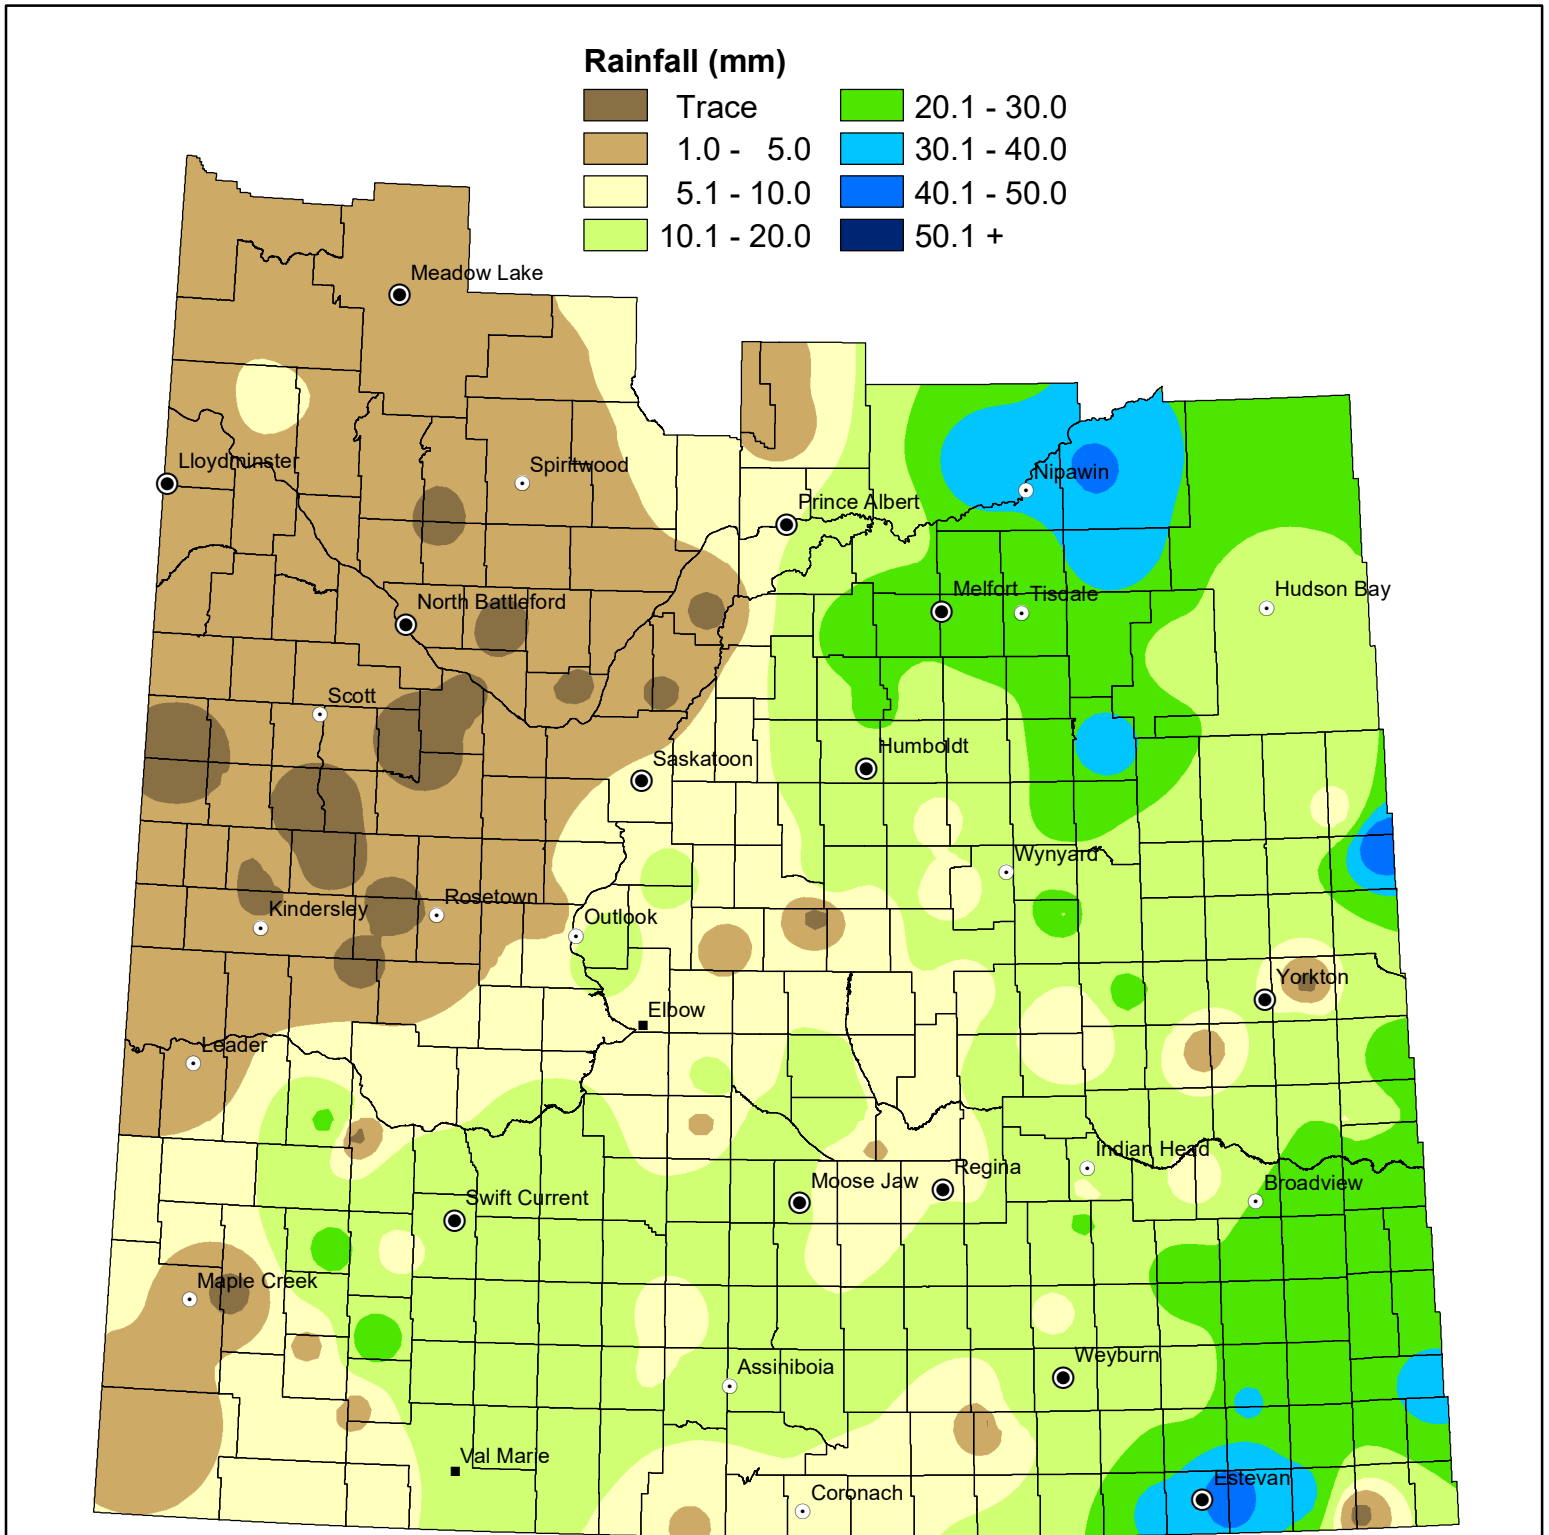 Rainfall (mm)
Trace
20.1 - 30.0
1.0 - 5.0
30.1 - 40.0
5.1 - 10.0
40.1 - 50.0
10.1 - 20.0
50.1 +
Meadow Lake
Lloydminster
Spiritwood
Nipawin
Prince Albert
North Battleford
Melfort
Tisdale
Hudson Bay
Scott
Saskatoon
Humboldt
Wynyard
Kindersley
Rosetown
Outlook
Yorkton
Elbow
Leader
Indian Head
Swift Current
Moose Jaw
Regina
Broadview
Maple Creek
Assiniboia
Weyburn
Val Marie
Coronach
Estevan